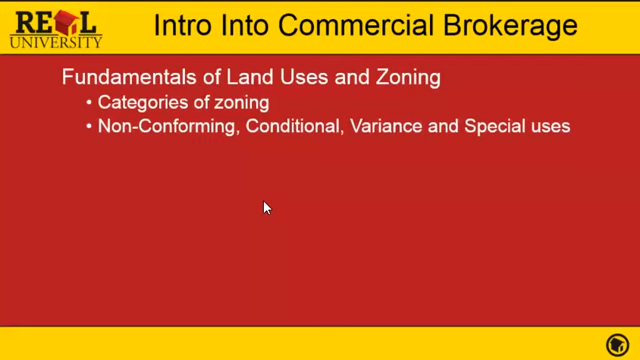 REAL
UNIVERSITY
Intro Into Commercial Brokerage
Fundamentals of Land Uses and Zoning
• Categories of zoning
• Non-Conforming, Conditional, Variance and Special uses